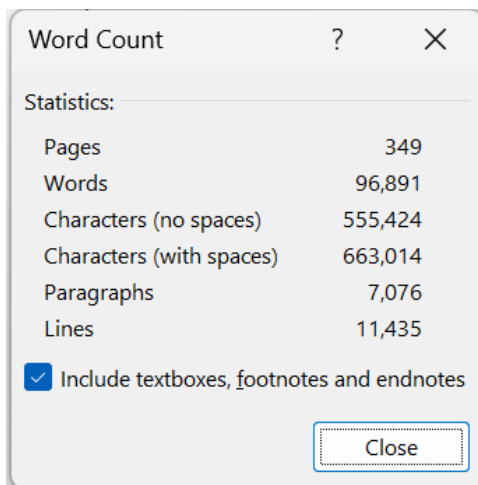 Word Count ?
Statistics:
Pages 349
Words 96,891
Characters (no spaces) 555,424
Characters (with spaces) 663,014
Paragraphs 7,076
Lines 11,435
Include textboxes, footnotes and endnotes
Close